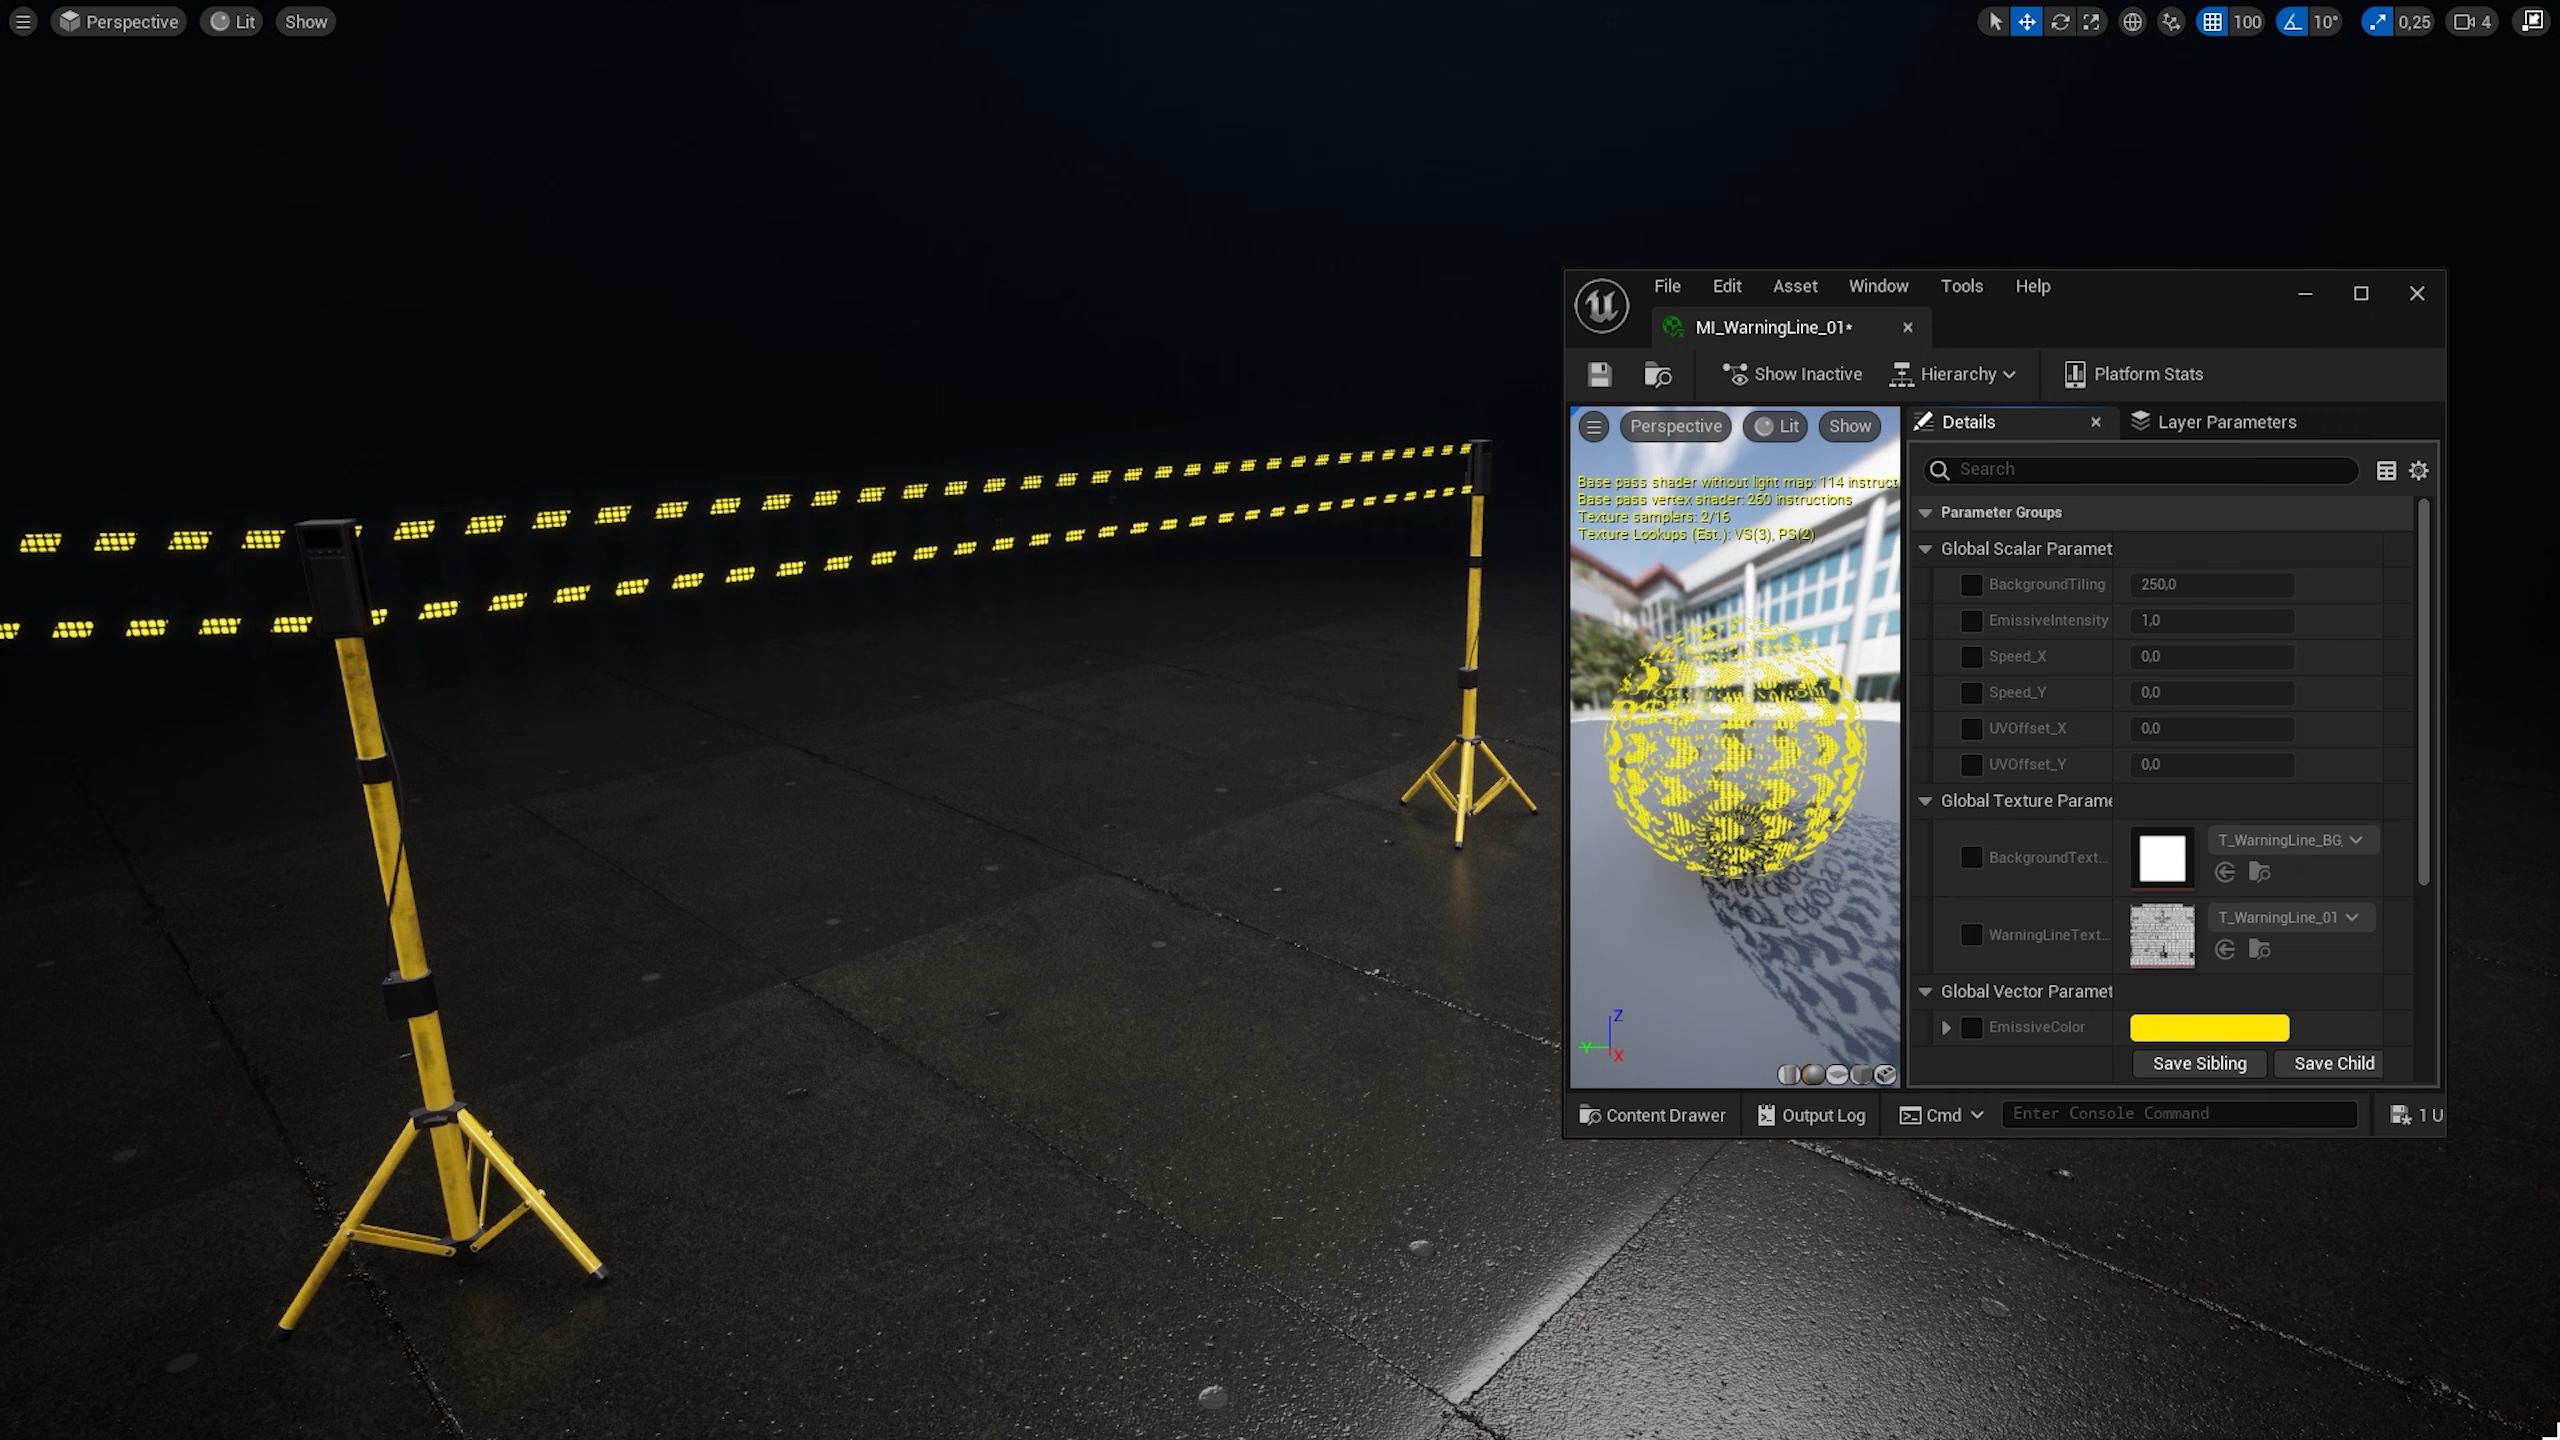 Perspective
Lit
Show
100
10°
0,25
4
File Edit Asset Window Tools Help
MI_WarningLine_01*
Show Inactive
Hierarchy
Platform Stats
Perspective Lit Show
Base pass shader without light map: 114 instruct
Base pass vertex shader: 260 instructions
Texture samplers: 2/16
Texture Lookups (Est.): VS(3), PS(2)
Z
Y
X
Details
Layer Parameters
Search
Parameter Groups
Global Scalar Paramet
BackgroundTiling 250,0
EmissiveIntensity 1,0
Speed_X 0,0
Speed_Y 0,0
UVOffset_X 0,0
UVOffset_Y 0,0
Global Texture Parame
BackgroundText... T_WarningLine_BG
WarningLineText... T_WarningLine_01
Global Vector Paramet
EmissiveColor
Save Sibling Save Child
Content Drawer
Output Log
Cmd
Enter Console Command
1 U